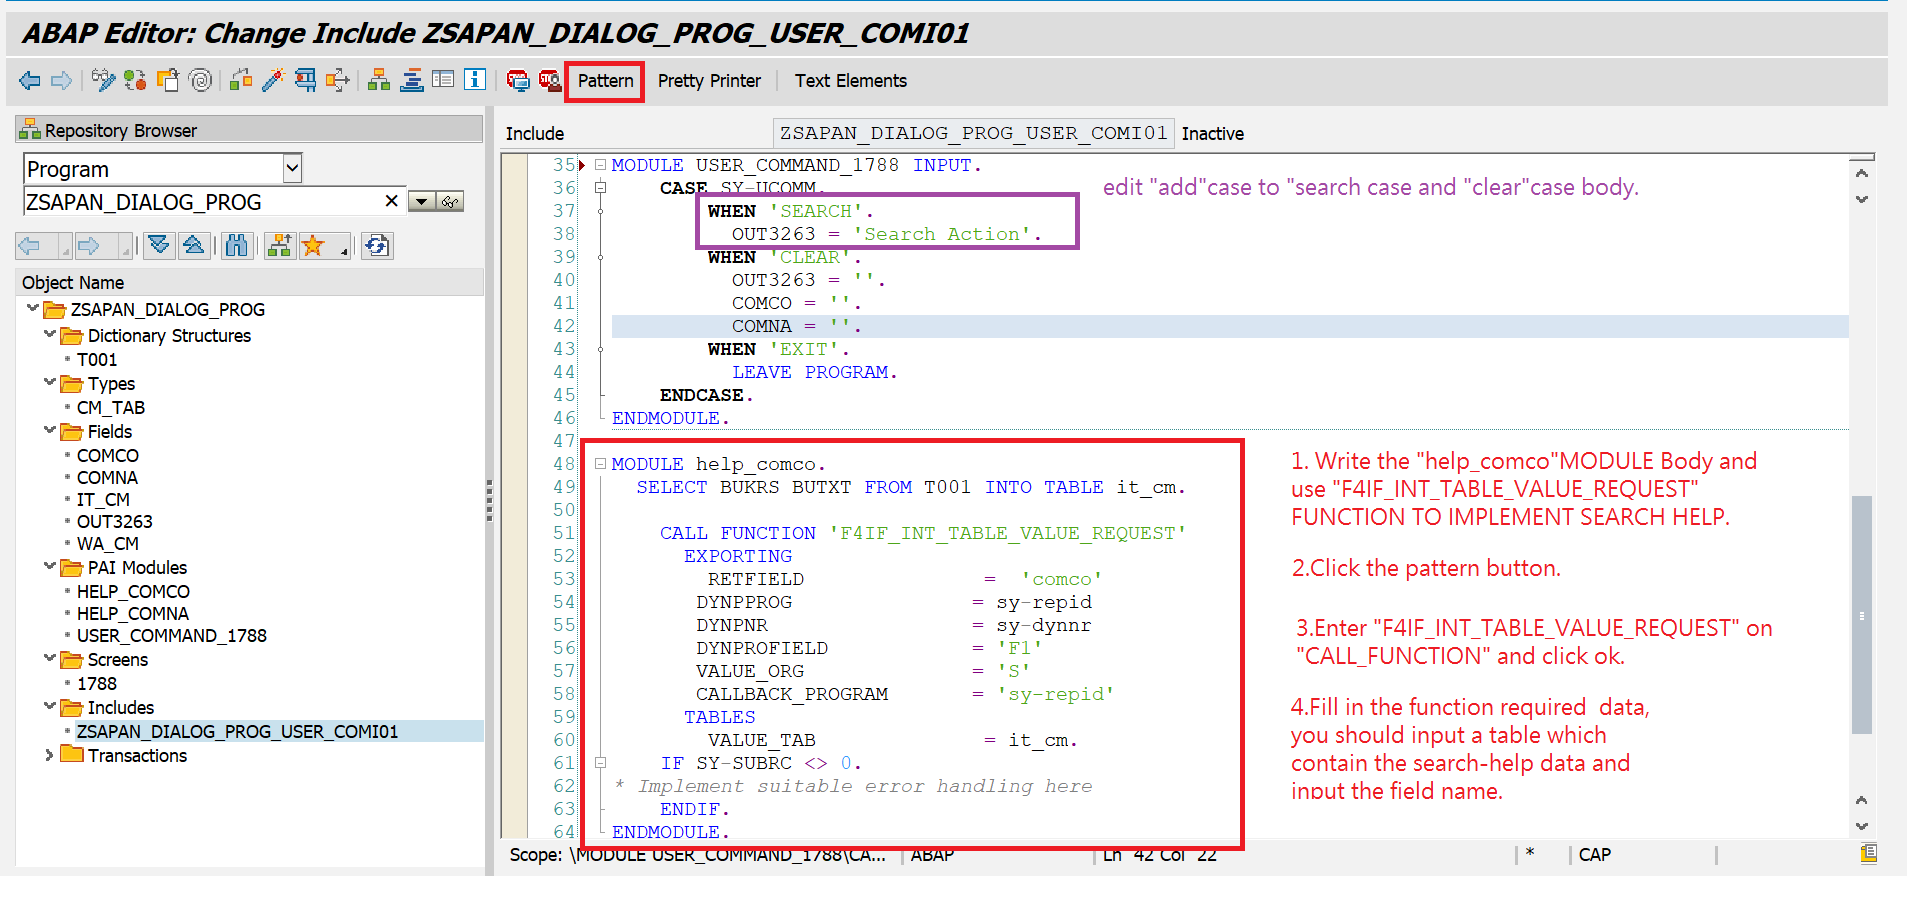 ABAP Editor: Change Include ZSAPAN_DIALOG_PROG_USER_COMI01
Pattern Pretty Printer Text Elements
Repository Browser
Program
ZSAPAN_DIALOG_PROG
Object Name
ZSAPAN_DIALOG_PROG
Dictionary Structures
T001
Types
CM_TAB
Fields
COMCO
COMNA
IT_CM
OUT3263
WA_CM
PAI Modules
HELP_COMCO
HELP_COMNA
USER_COMMAND_1788
Screens
1788
Includes
ZSAPAN_DIALOG_PROG_USER_COMI01
Transactions
Include ZSAPAN_DIALOG_PROG_USER_COMI01 Inactive
35 MODULE USER_COMMAND_1788 INPUT.
36 CASE SY-UCOMM.
37 WHEN 'SEARCH'.
38 OUT3263 = 'Search Action'.
39 WHEN 'CLEAR'.
40 OUT3263 = ''.
41 COMCO = ''.
42 COMNA = ''.
43 WHEN 'EXIT'.
44 LEAVE PROGRAM.
45 ENDCASE.
46 ENDMODULE.
47
48 MODULE help_comco.
49 SELECT BUKRS BUTXT FROM T001 INTO TABLE it_cm.
50
51 CALL FUNCTION 'F4IF_INT_TABLE_VALUE_REQUEST'
52 EXPORTING
53 RETFIELD = 'comco'
54 DYNPPROG = sy-repid
55 DYNPNR = sy-dynnr
56 DYNPROFIELD = 'F1'
57 VALUE_ORG = 'S'
58 CALLBACK_PROGRAM = 'sy-repid'
59 TABLES
60 VALUE_TAB = it_cm.
61 IF SY-SUBRC <> 0.
62 * Implement suitable error handling here
63 ENDIF.
64 ENDMODULE.
edit "add"case to "search case and "clear"case body.
1. Write the "help_comco"MODULE Body and
use "F4IF_INT_TABLE_VALUE_REQUEST"
FUNCTION TO IMPLEMENT SEARCH HELP.
2.Click the pattern button.
3.Enter "F4IF_INT_TABLE_VALUE_REQUEST" on
"CALL_FUNCTION" and click ok.
4.Fill in the function required data,
you should input a table which
contain the search-help data and
input the field name.
Scope: \MODULE USER_COMMAND_1788\CA... ABAP Ln 42 Col 22 * CAP